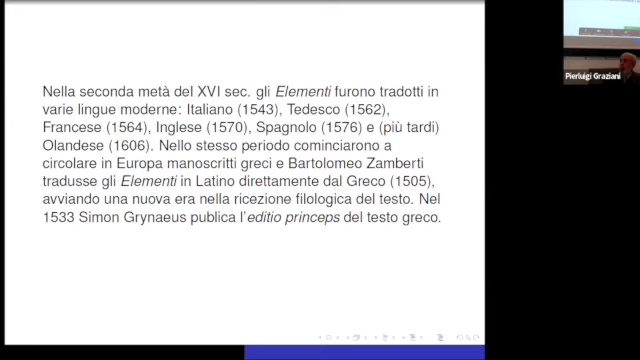 Nella seconda metà del XVI sec. gli Elementi furono tradotti in
varie lingue moderne: Italiano (1543), Tedesco (1562),
Francese (1564), Inglese (1570), Spagnolo (1576) e (più tardi)
Olandese (1606). Nello stesso periodo cominciarono a
circolare in Europa manoscritti greci e Bartolomeo Zamberti
tradusse gli Elementi in Latino direttamente dal Greco (1505),
avviando una nuova era nella ricezione filologica del testo. Nel
1533 Simon Grynaeus publica l'editio princeps del testo greco.
Pierluigi Graziani